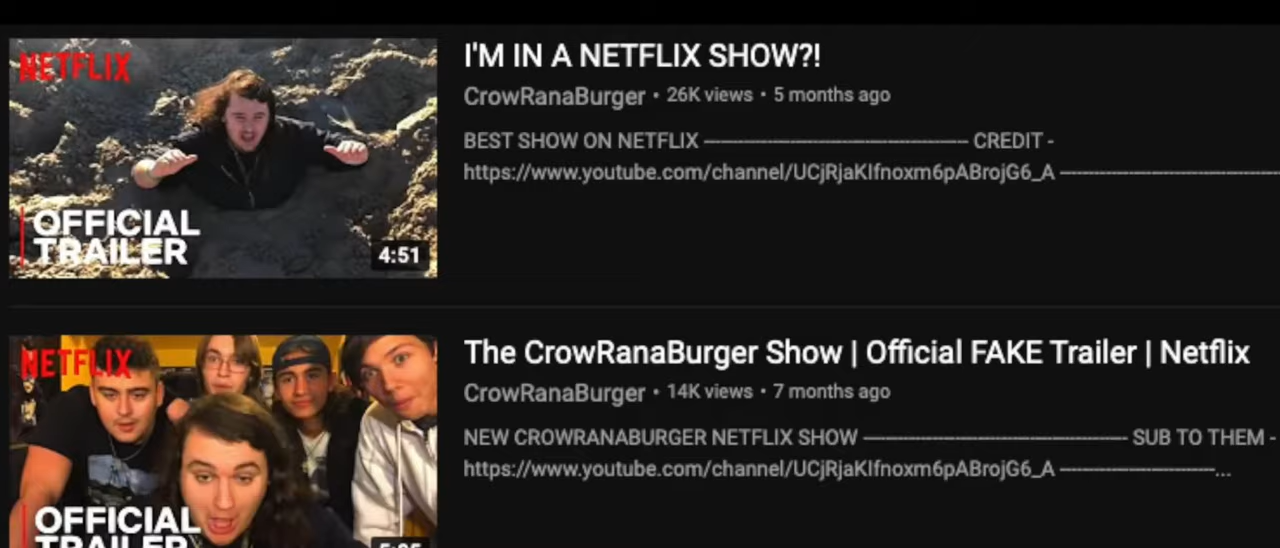 NETFLIX
OFFICIAL
TRAILER
4:51
I'M IN A NETFLIX SHOW?!
CrowRanaBurger • 26K views • 5 months ago
BEST SHOW ON NETFLIX ------------------------------------------- CREDIT -
https://www.youtube.com/channel/UCjRjaKIfnoxm6pABrojG6_A -------------------------------------------
NETFLIX
OFFICIAL
TRAILER
The CrowRanaBurger Show | Official FAKE Trailer | Netflix
CrowRanaBurger • 14K views • 7 months ago
NEW CROWRANABURGER NETFLIX SHOW ------------------------------------------- SUB TO THEM -
https://www.youtube.com/channel/UCjRjaKIfnoxm6pABrojG6_A --------------------------...